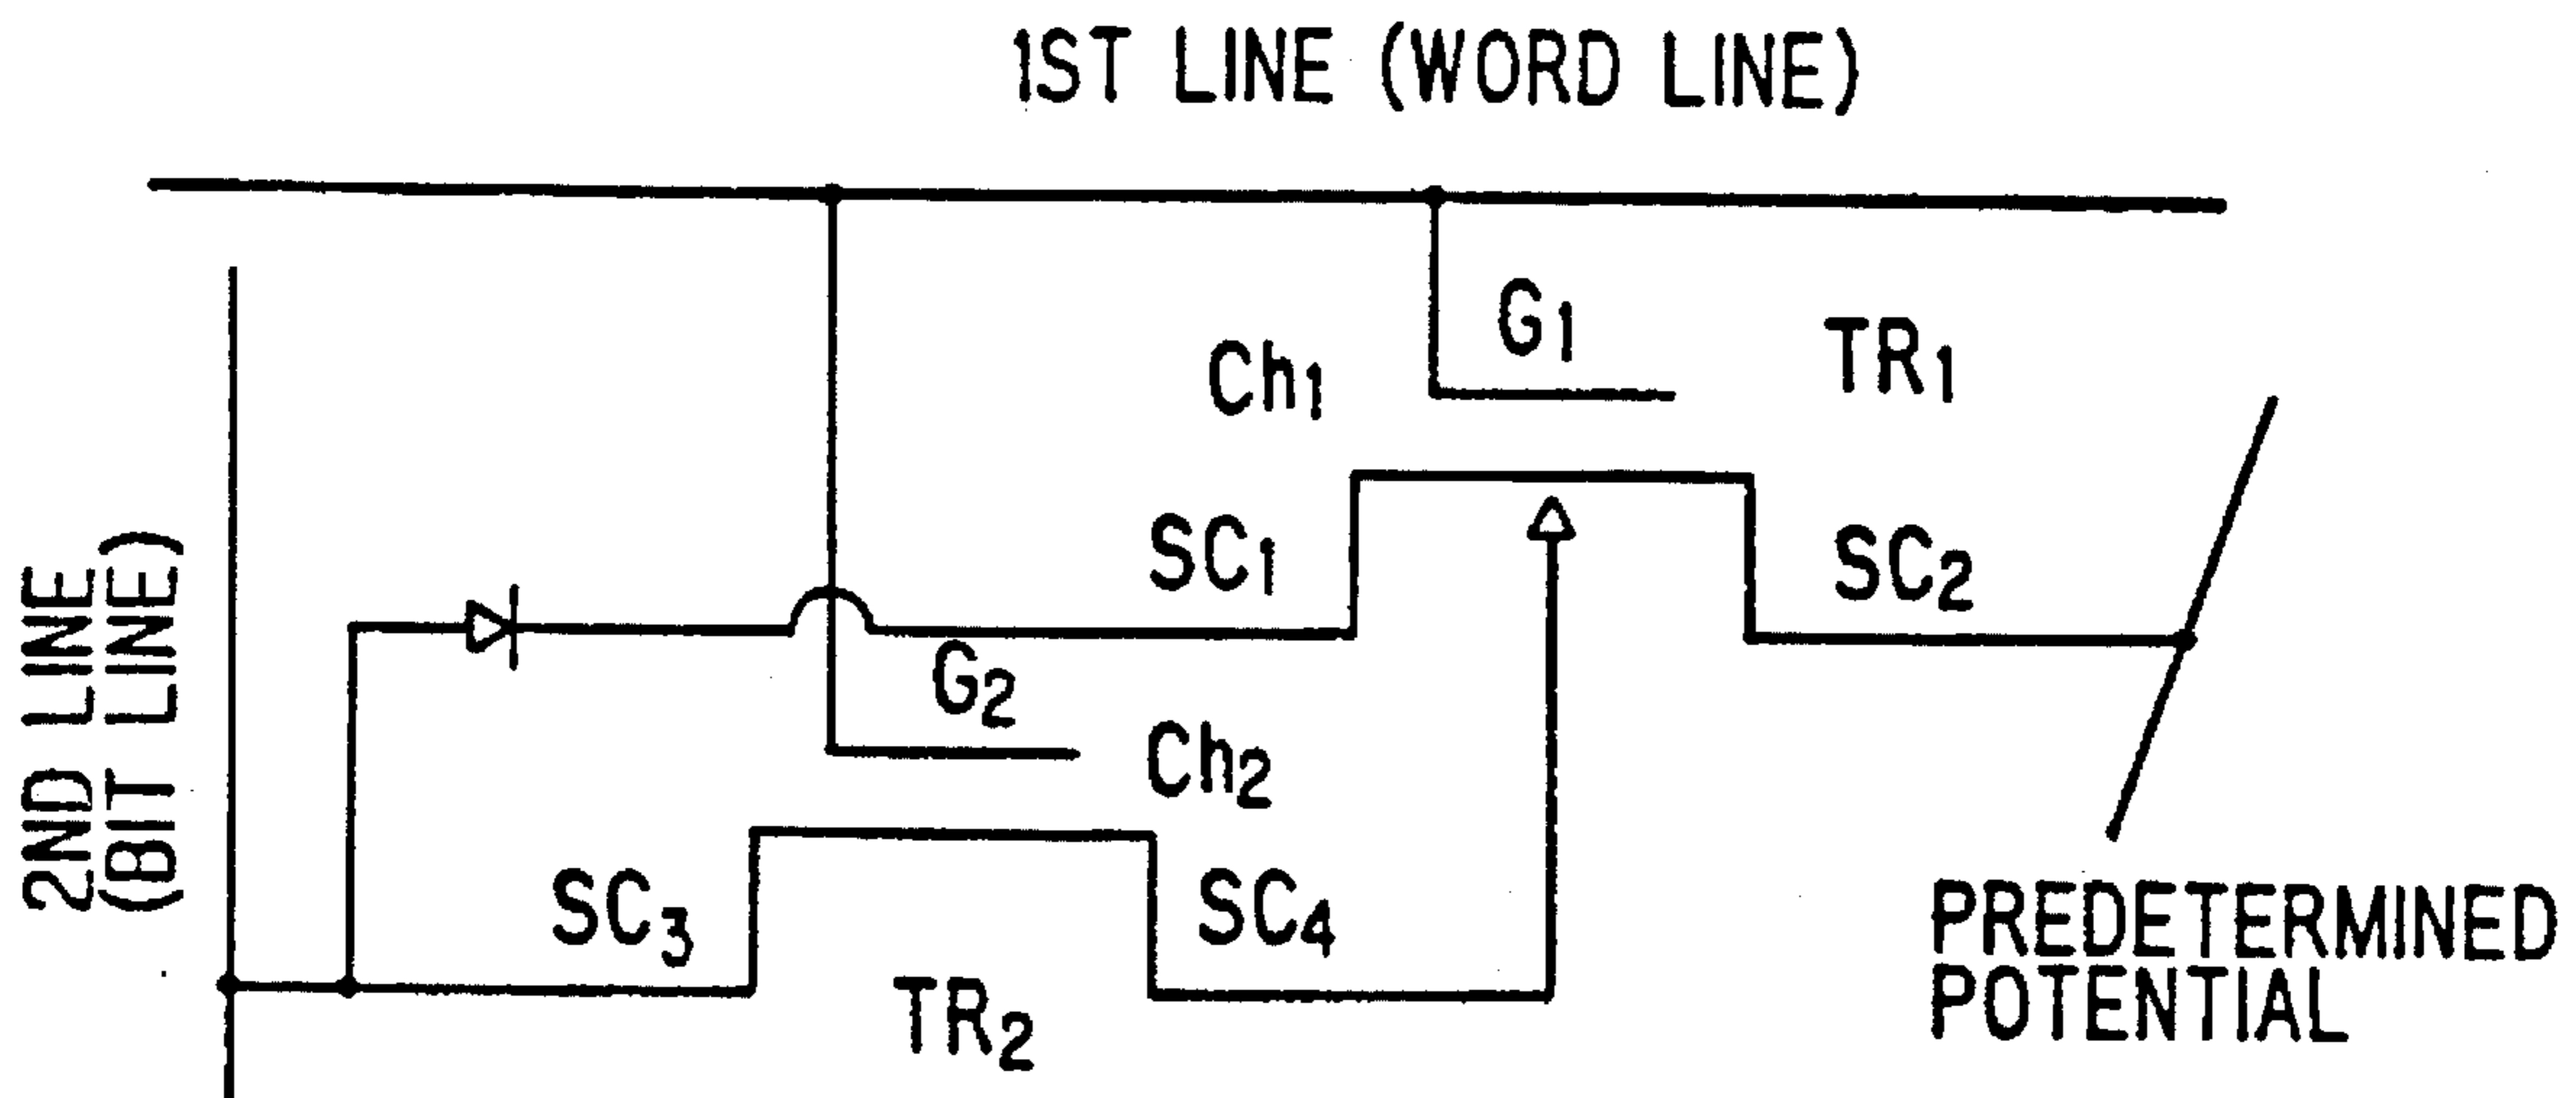 1ST LINE (WORD LINE)
G1
TR1
Ch1
SC1
SC2
2ND LINE
(BIT LINE)
G2
Ch2
SC3
SC4
TR2
PREDETERMINED
POTENTIAL